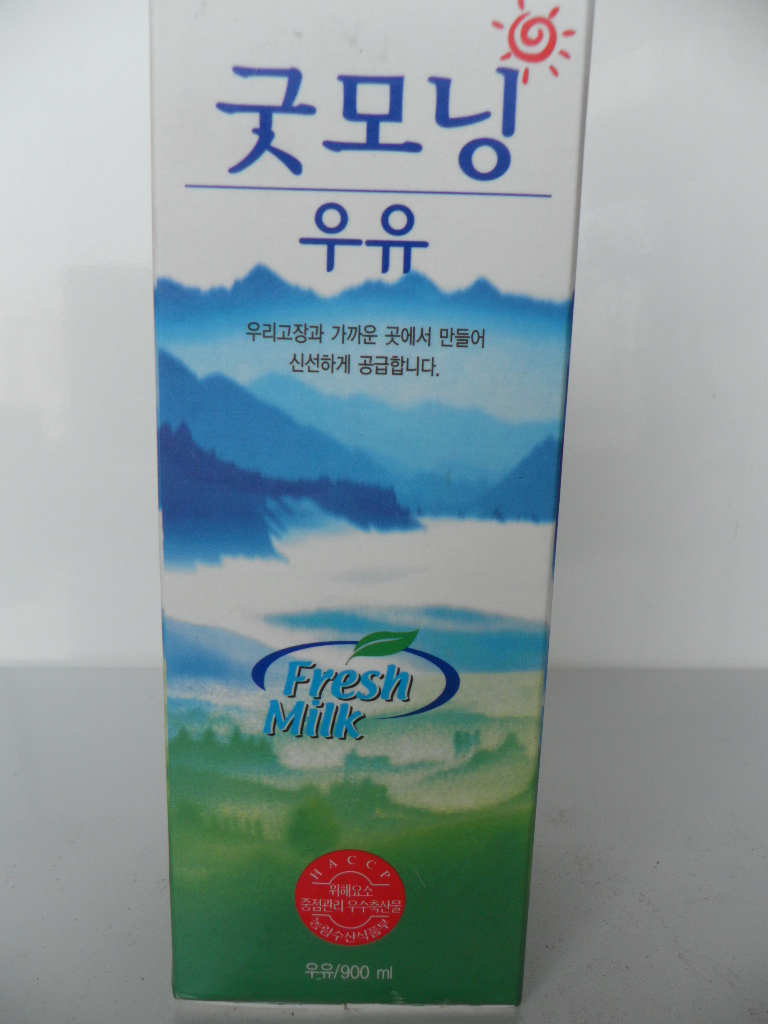 굿모닝
우유
우리고장과 가까운 곳에서 만들어
신선하게 공급합니다.
Fresh
Milk
HACCP
위해요소
중점관리 우수축산물
농림수산식품부
우유/900 ml